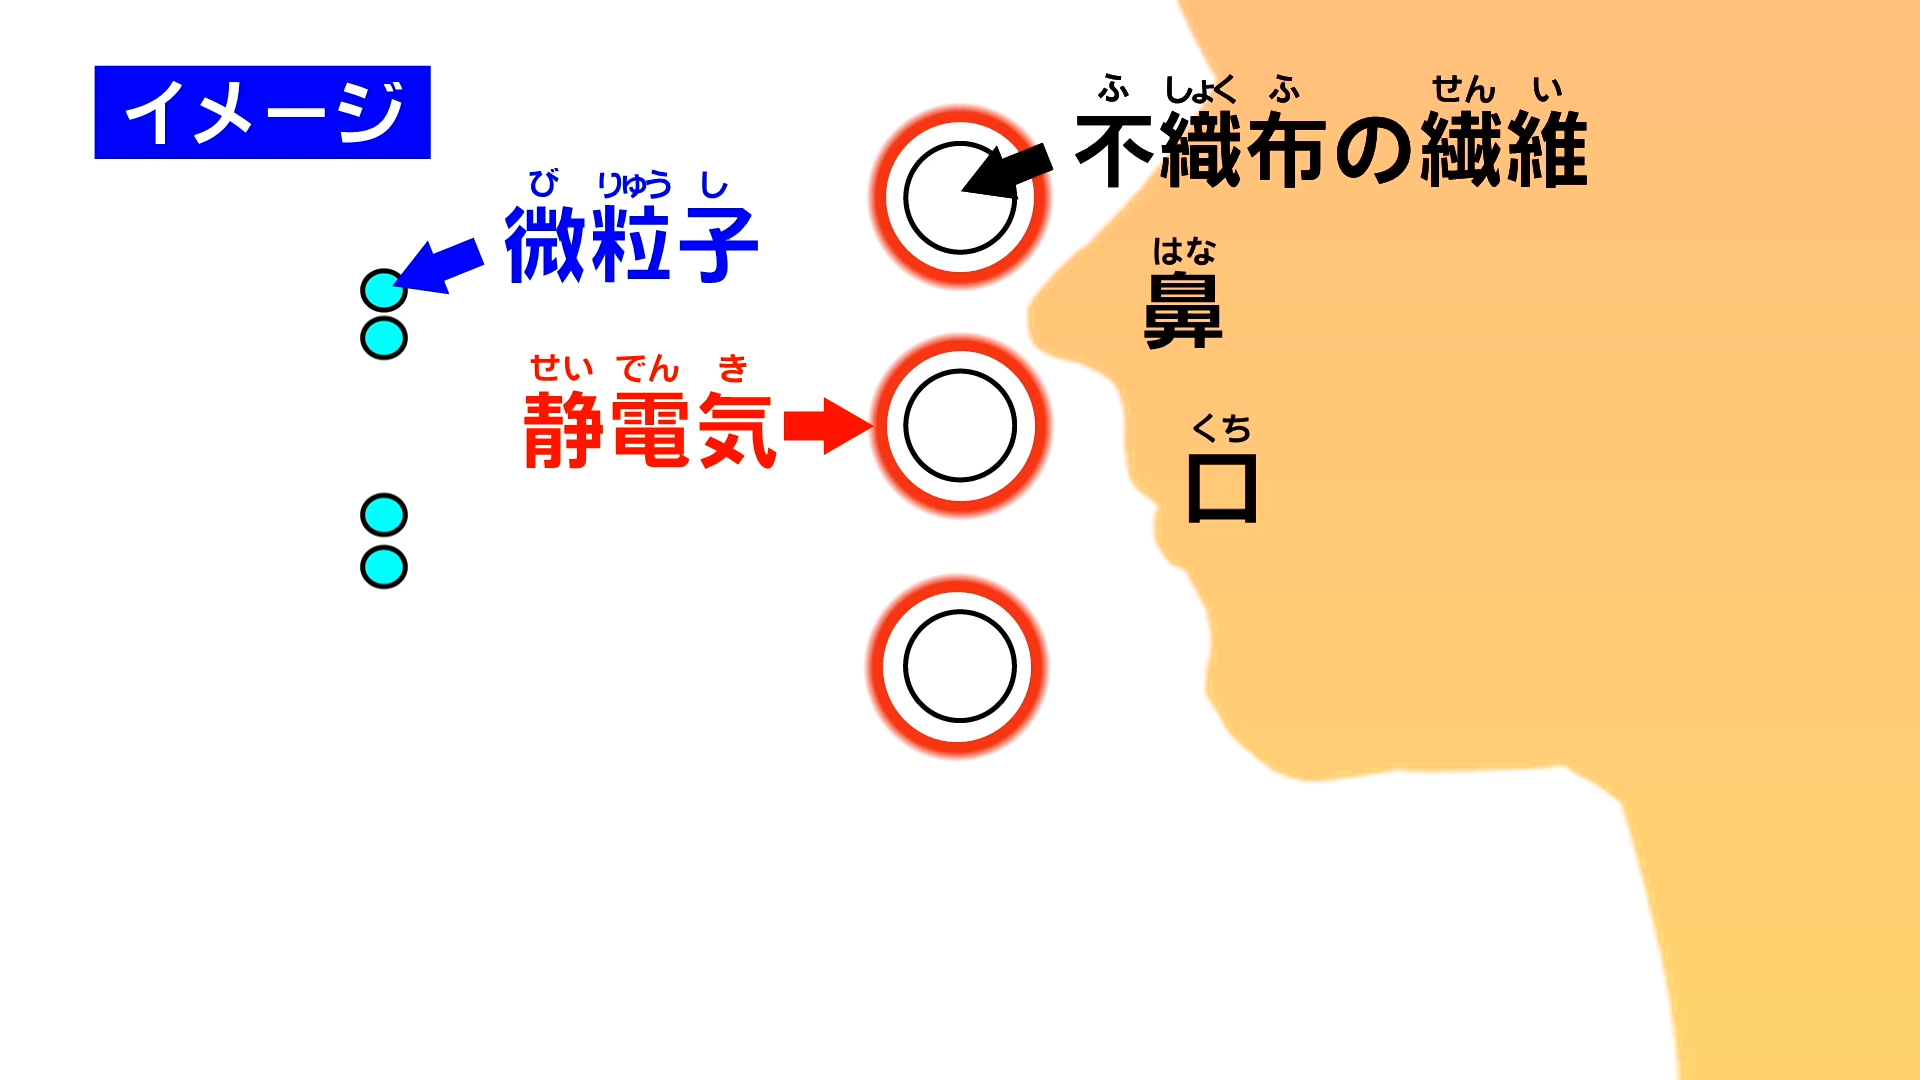 イメージ
ふ しょく ふ せん い
不織布の繊維
び りゅう し
微粒子
はな
鼻
せい でん き
静電気
くち
口